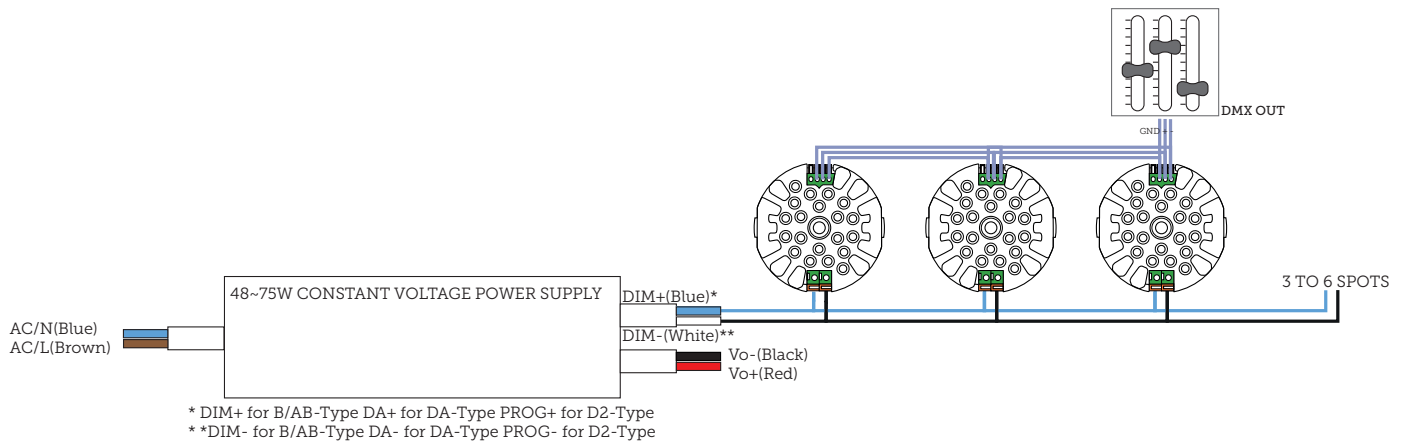 DMX OUT
GND + -
3 TO 6 SPOTS
48~75W CONSTANT VOLTAGE POWER SUPPLY
DIM+(Blue)*
AC/N(Blue)
AC/L(Brown)
DIM-(White)**
Vo-(Black)
Vo+(Red)
* DIM+ for B/AB-Type DA+ for DA-Type PROG+ for D2-Type
* *DIM- for B/AB-Type DA- for DA-Type PROG- for D2-Type